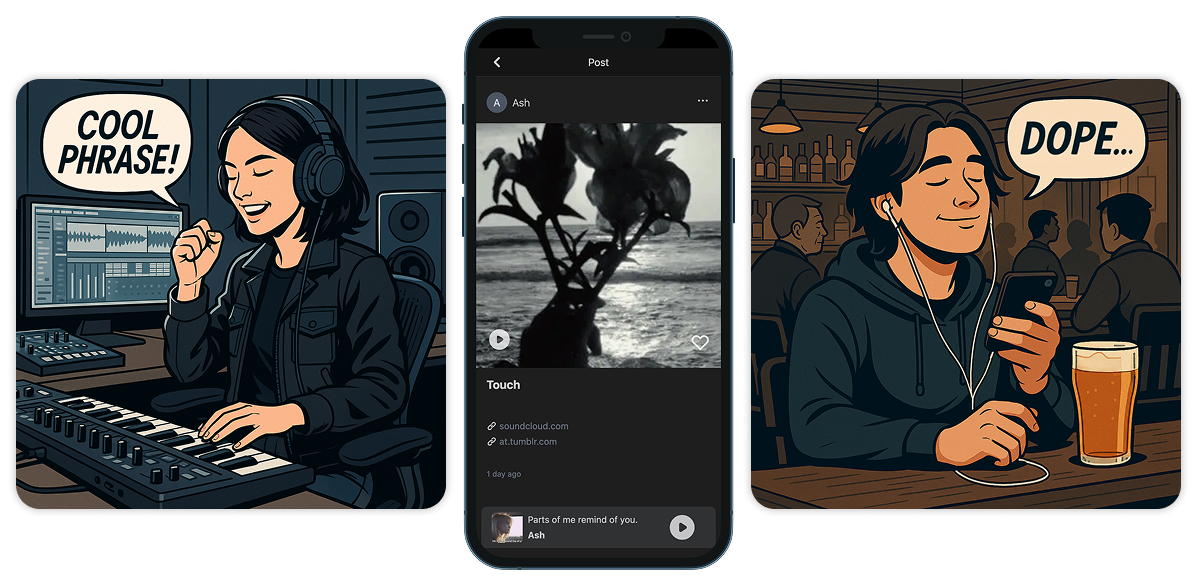 COOL
PHRASE!
Post
A Ash
Touch
soundcloud.com
at.tumblr.com
1 day ago
Parts of me remind of you.
Ash
DOPE...